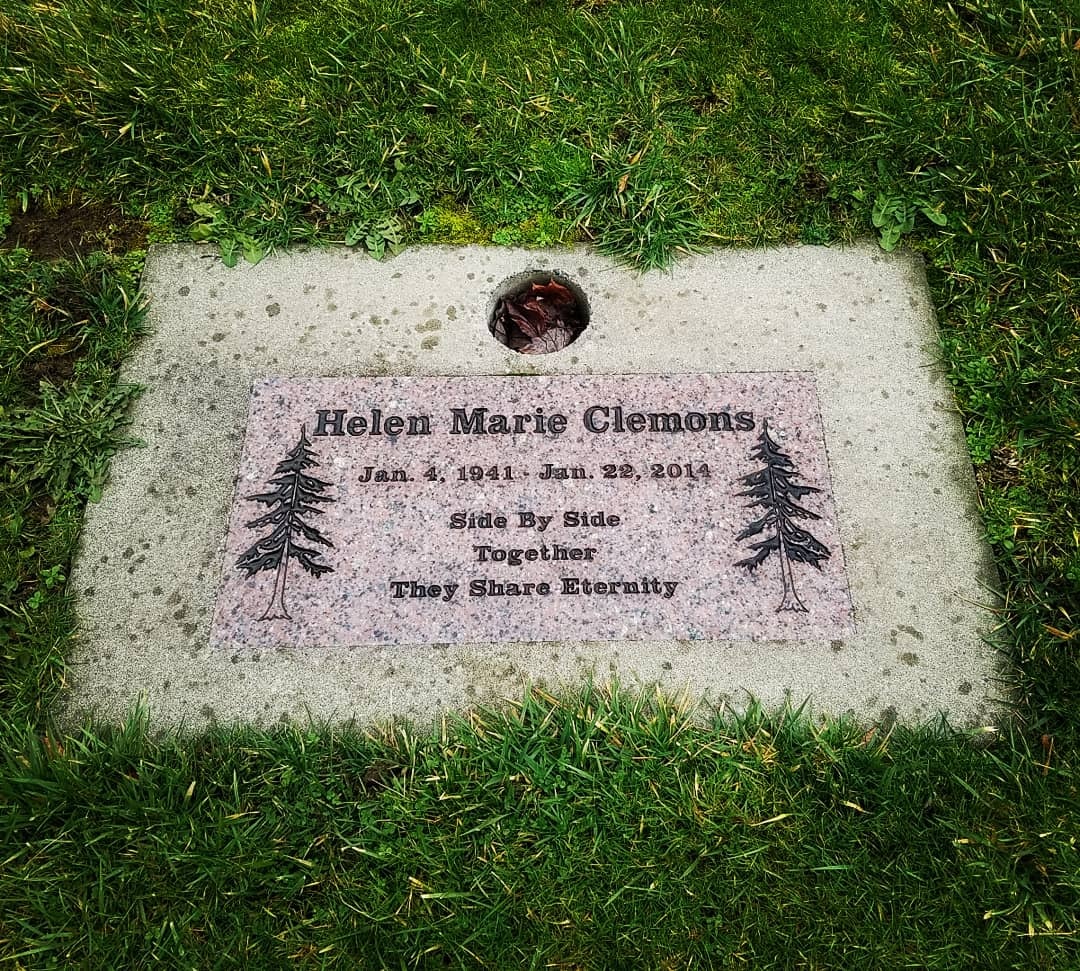 Helen Marie Clemons
Jan. 4, 1941 - Jan. 22, 2014
Side By Side
Together
They Share Eternity